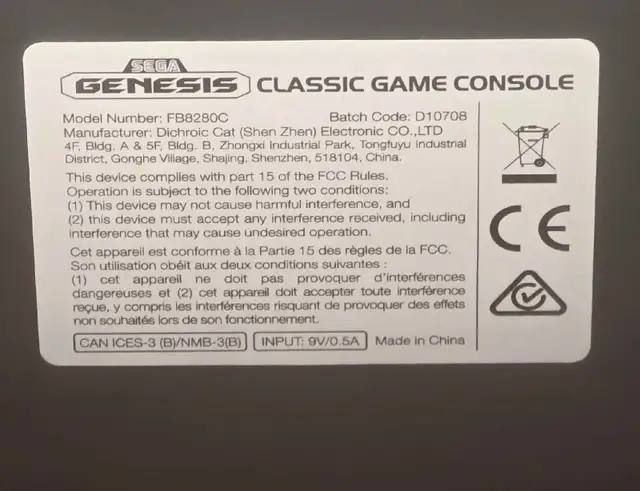 SEGA
GENESIS CLASSIC GAME CONSOLE
Model Number: FB8280C Batch Code: D10708
Manufacturer: Dichroic Cat (Shen Zhen) Electronic CO.,LTD
4F, Bldg. A & 5F, Bldg. B, Zhongxi Industrial Park, Tongfuyu Industrial
District, Gonghe Village, Shajing, Shenzhen, 518104, China.
This device complies with part 15 of the FCC Rules.
Operation is subject to the following two conditions:
(1) This device may not cause harmful interference, and
(2) this device must accept any interference received, including
interference that may cause undesired operation.
Cet appareil est conforme à la Partie 15 des règles de la FCC.
Son utilisation obéit aux deux conditions suivantes :
(1) cet appareil ne doit pas provoquer d'interférences
dangereuses et (2) cet appareil doit accepter toute interférence
reçue, y compris les interférences risquant de provoquer des effets
non souhaités lors de son fonctionnement.
CAN ICES-3 (B)/NMB-3(B) INPUT: 9V/0.5A Made in China
CE